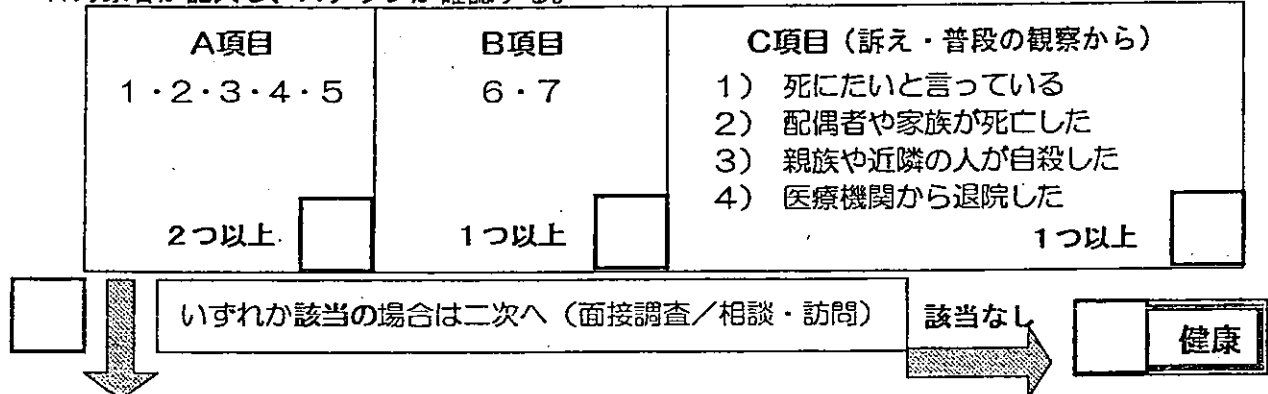 A項目
1・2・3・4・5
2つ以上
B項目
6・7
1つ以上
C項目（訴え・普段の観察から）
1） 死にたいと言っている
2） 配偶者や家族が死亡した
3） 親族や近隣の人が自殺した
4） 医療機関から退院した
1つ以上
いずれか該当の場合は二次へ（面接調査／相談・訪問）
該当なし
健康